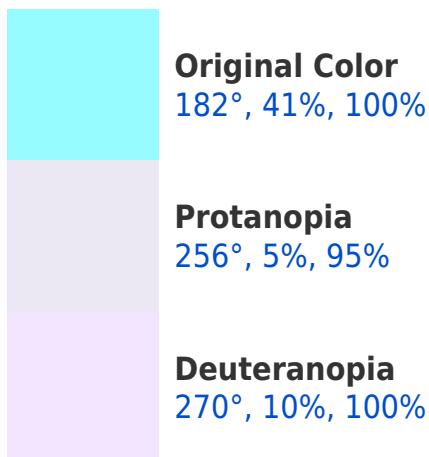 Original Color
182°, 41%, 100%
Protanopia
256°, 5%, 95%
Deuteranopia
270°, 10%, 100%